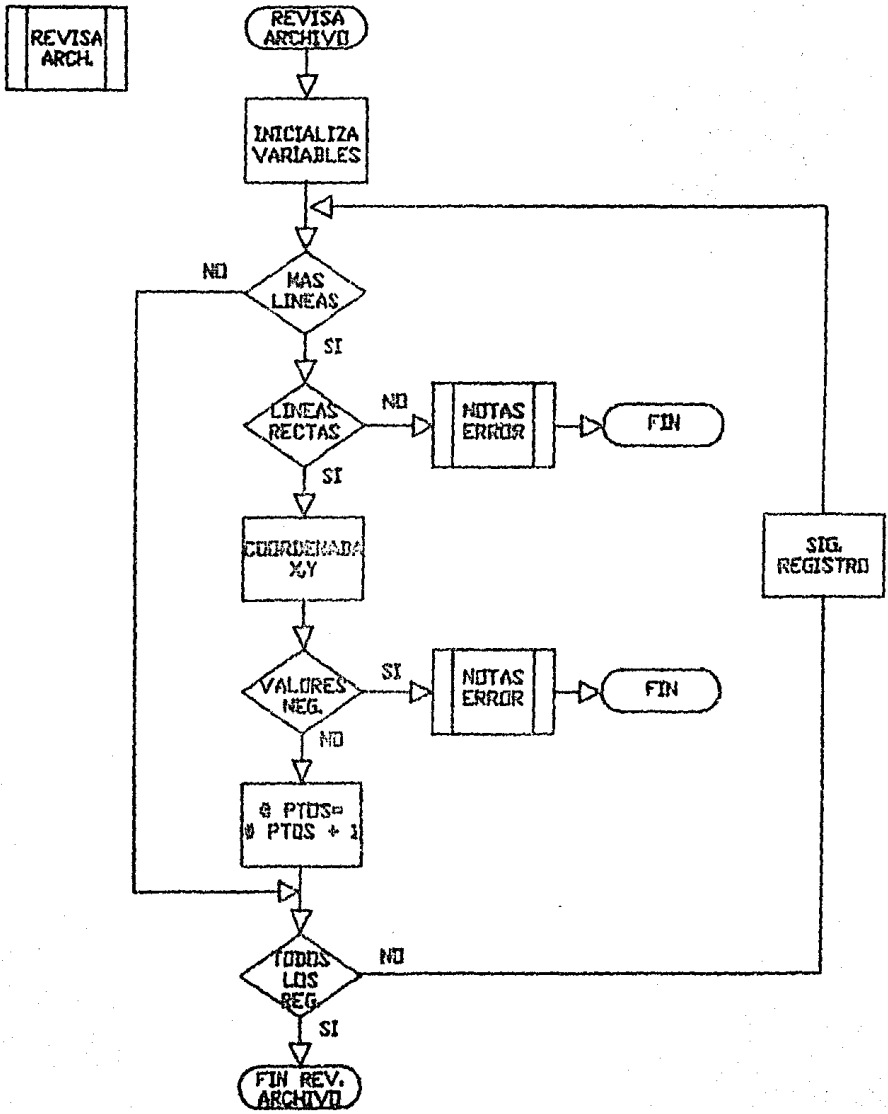 REVISA
ARCH.
REVISA
ARCHIVO
INICIALIZA
VARIABLES
MAS
LINEAS
NO
SI
LINEAS
RECTAS
NO
NOTAS
ERROR
FIN
SI
COORDENADA
X,Y
SIG.
REGISTRO
VALORES
NEG.
SI
NOTAS
ERROR
FIN
NO
# PTOS=
# PTOS + 1
TODOS
LOS
REG.
NO
SI
FIN REV.
ARCHIVO